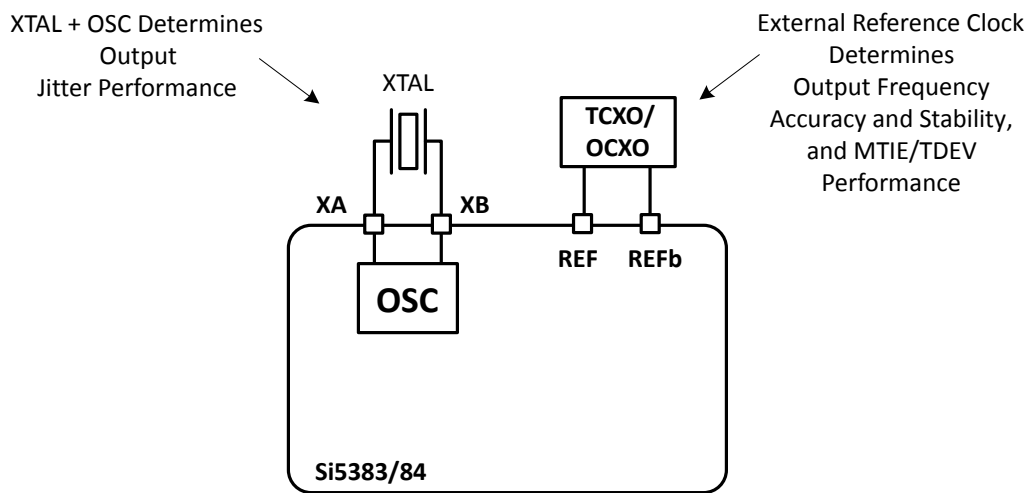 XTAL + OSC Determines
Output
Jitter Performance
XTAL
External Reference Clock
Determines
Output Frequency
Accuracy and Stability,
and MTIE/TDEV
Performance
TCXO/
OCXO
XA
XB
REF
REFb
OSC
Si5383/84